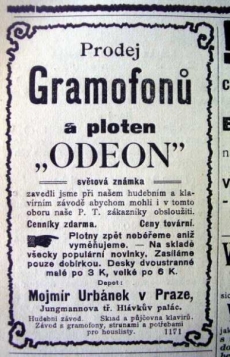 Prodej
Gramofonů
a ploten
„ODEON"
světová známka
zavedli jsme při našem hudebním a kla-
vírním závodě abychom mohli i v tomto
oboru naše P. T. zákazníky obsloužiti.
Cenníky zdarma. Ceny tovární.
Plotny zpět nebéřeme aniž
vyměňujeme. — Na skladě
všecky populární novinky. Zasíláme
pouze dobírkou. Desky dvoustranné
malé po 3 K, velké po 6 K.
Depot:
Mojmír Urbánek v Praze,
Jungmannova tř. Hlávkův palác.
Hudební závod. Sklad a půjčovna klavírů.
Závod s gramofony, strunami a potřebami
pro houslisty. 1171